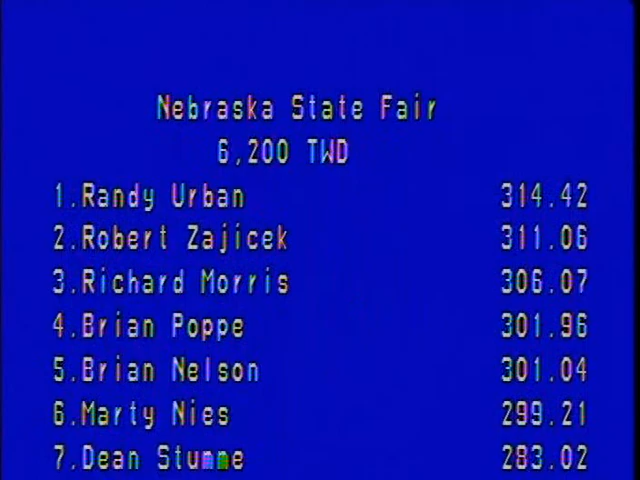 Nebraska State Fair
6,200 TWD
1.Randy Urban 314.42
2.Robert Zajicek 311.06
3.Richard Morris 306.07
4.Brian Poppe 301.96
5.Brian Nelson 301.04
6.Marty Nies 299.21
7.Dean Stumme 283.02